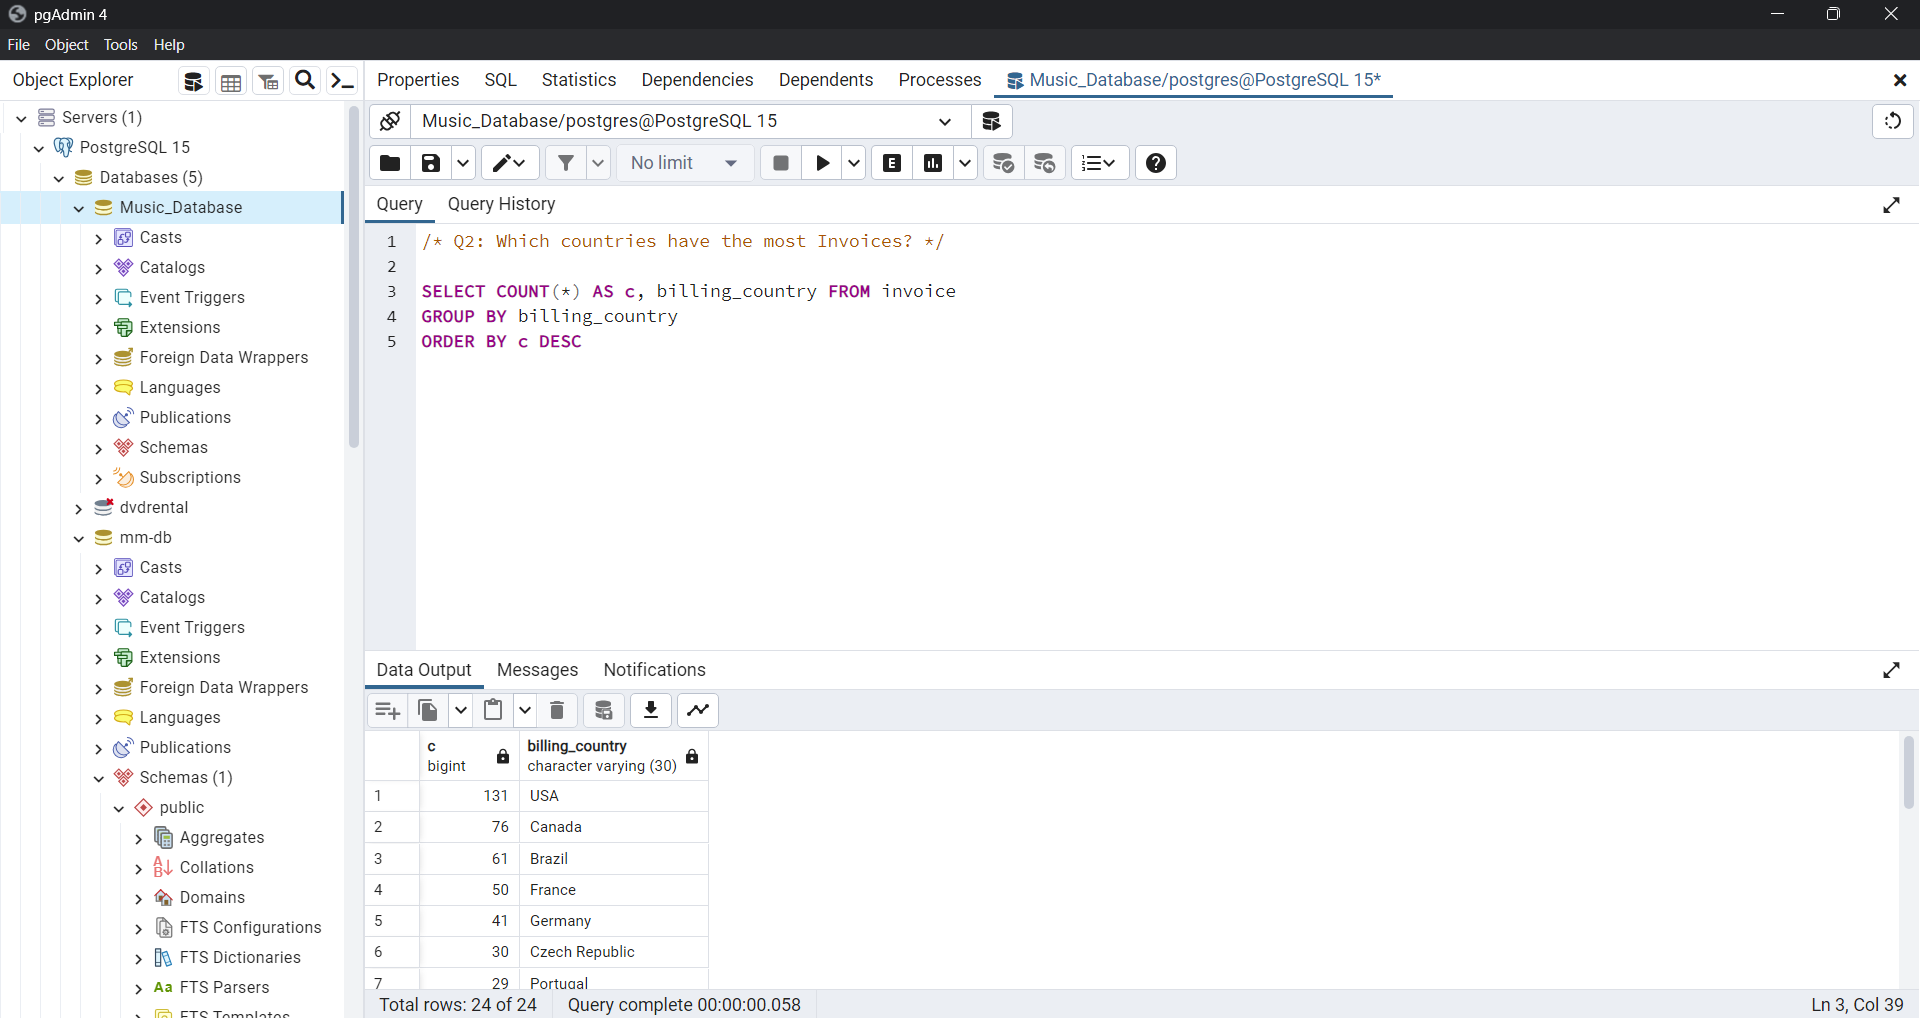 pgAdmin 4
File Object Tools Help
Object Explorer
Properties SQL Statistics Dependencies Dependents Processes Music_Database/postgres@PostgreSQL 15*
Servers (1)
PostgreSQL 15
Databases (5)
Music_Database
Casts
Catalogs
Event Triggers
Extensions
Foreign Data Wrappers
Languages
Publications
Schemas
Subscriptions
dvdrental
mm-db
Casts
Catalogs
Event Triggers
Extensions
Foreign Data Wrappers
Languages
Publications
Schemas (1)
public
Aggregates
Collations
Domains
FTS Configurations
FTS Dictionaries
Aa FTS Parsers
FTS Templates
Music_Database/postgres@PostgreSQL 15
No limit
E
Query Query History
1 /* Q2: Which countries have the most Invoices? */
2
3 SELECT COUNT(*) AS c, billing_country FROM invoice
4 GROUP BY billing_country
5 ORDER BY c DESC
Data Output Messages Notifications
c billing_country
bigint character varying (30)
1 131 USA
2 76 Canada
3 61 Brazil
4 50 France
5 41 Germany
6 30 Czech Republic
7 29 Portugal
Total rows: 24 of 24 Query complete 00:00:00.058 Ln 3, Col 39